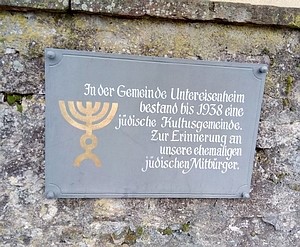 In der Gemeinde Untereisenheim
bestand bis 1938 eine
jüdische Kultusgemeinde.
Zur Erinnerung an
unsere ehemaligen
jüdischen Mitbürger.